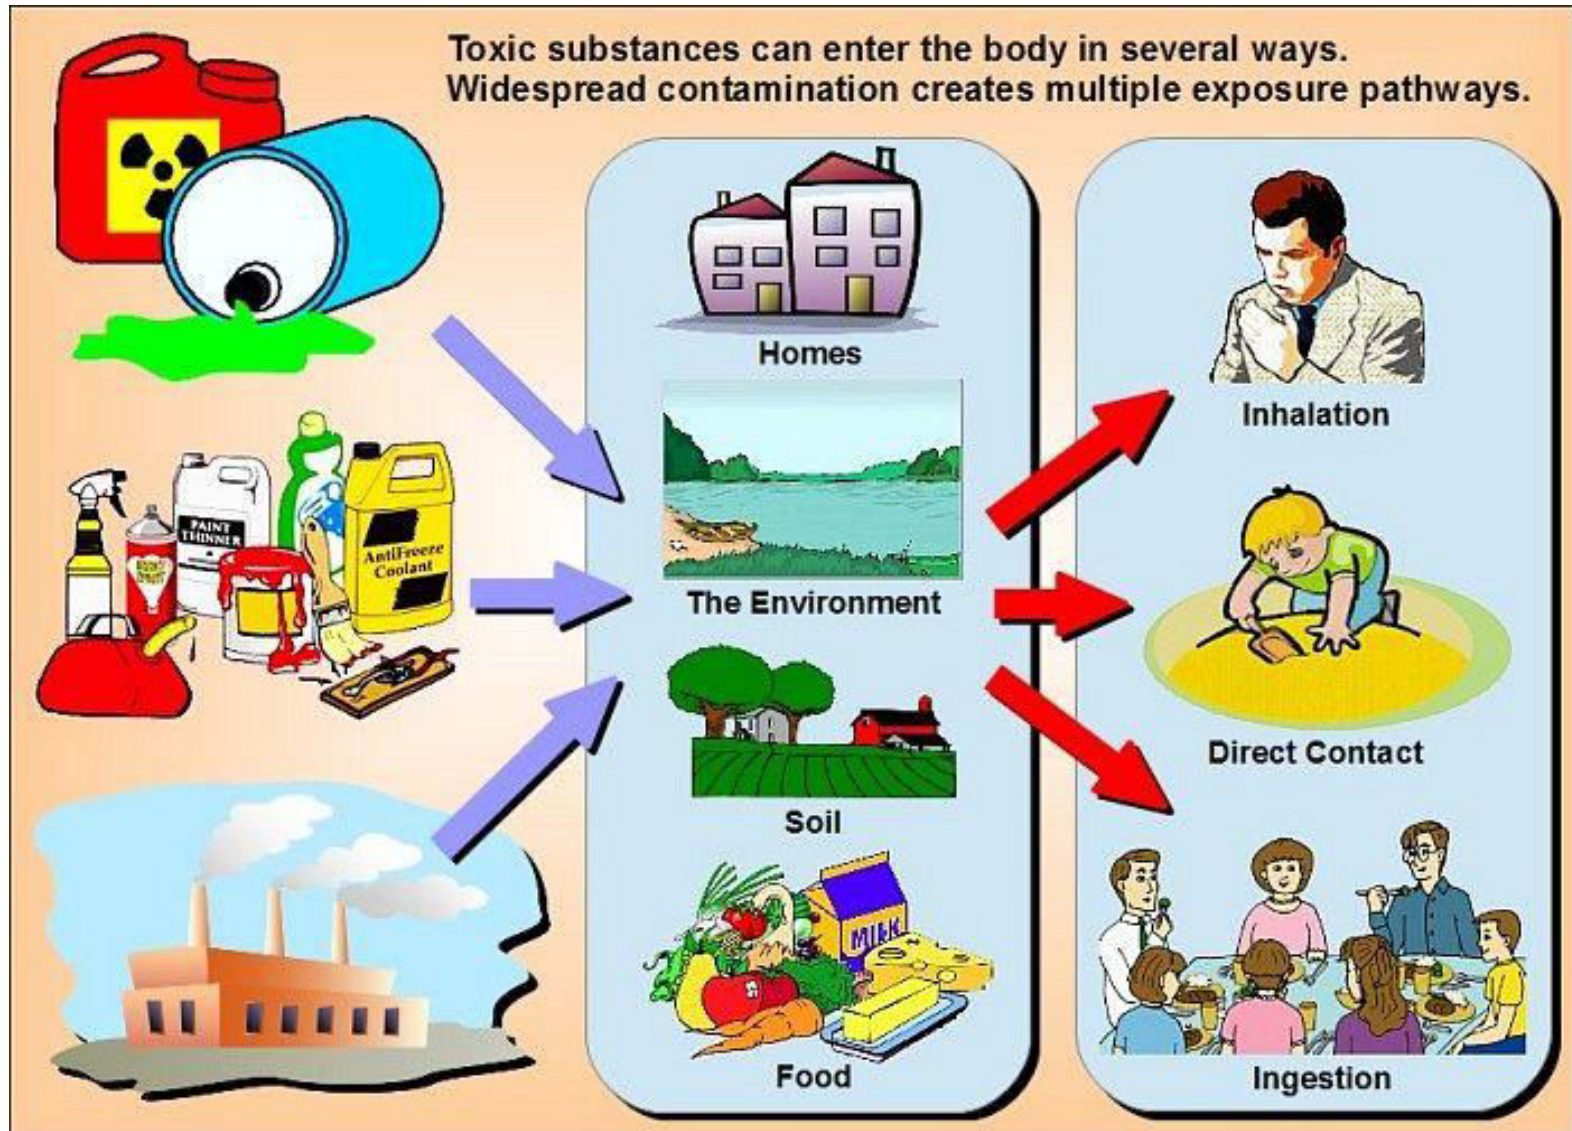 Toxic substances can enter the body in several ways.
Widespread contamination creates multiple exposure pathways.
Homes
The Environment
Soil
Food
Inhalation
Direct Contact
Ingestion
PAINT
THINNER
AntiFreeze
Coolant
MILK